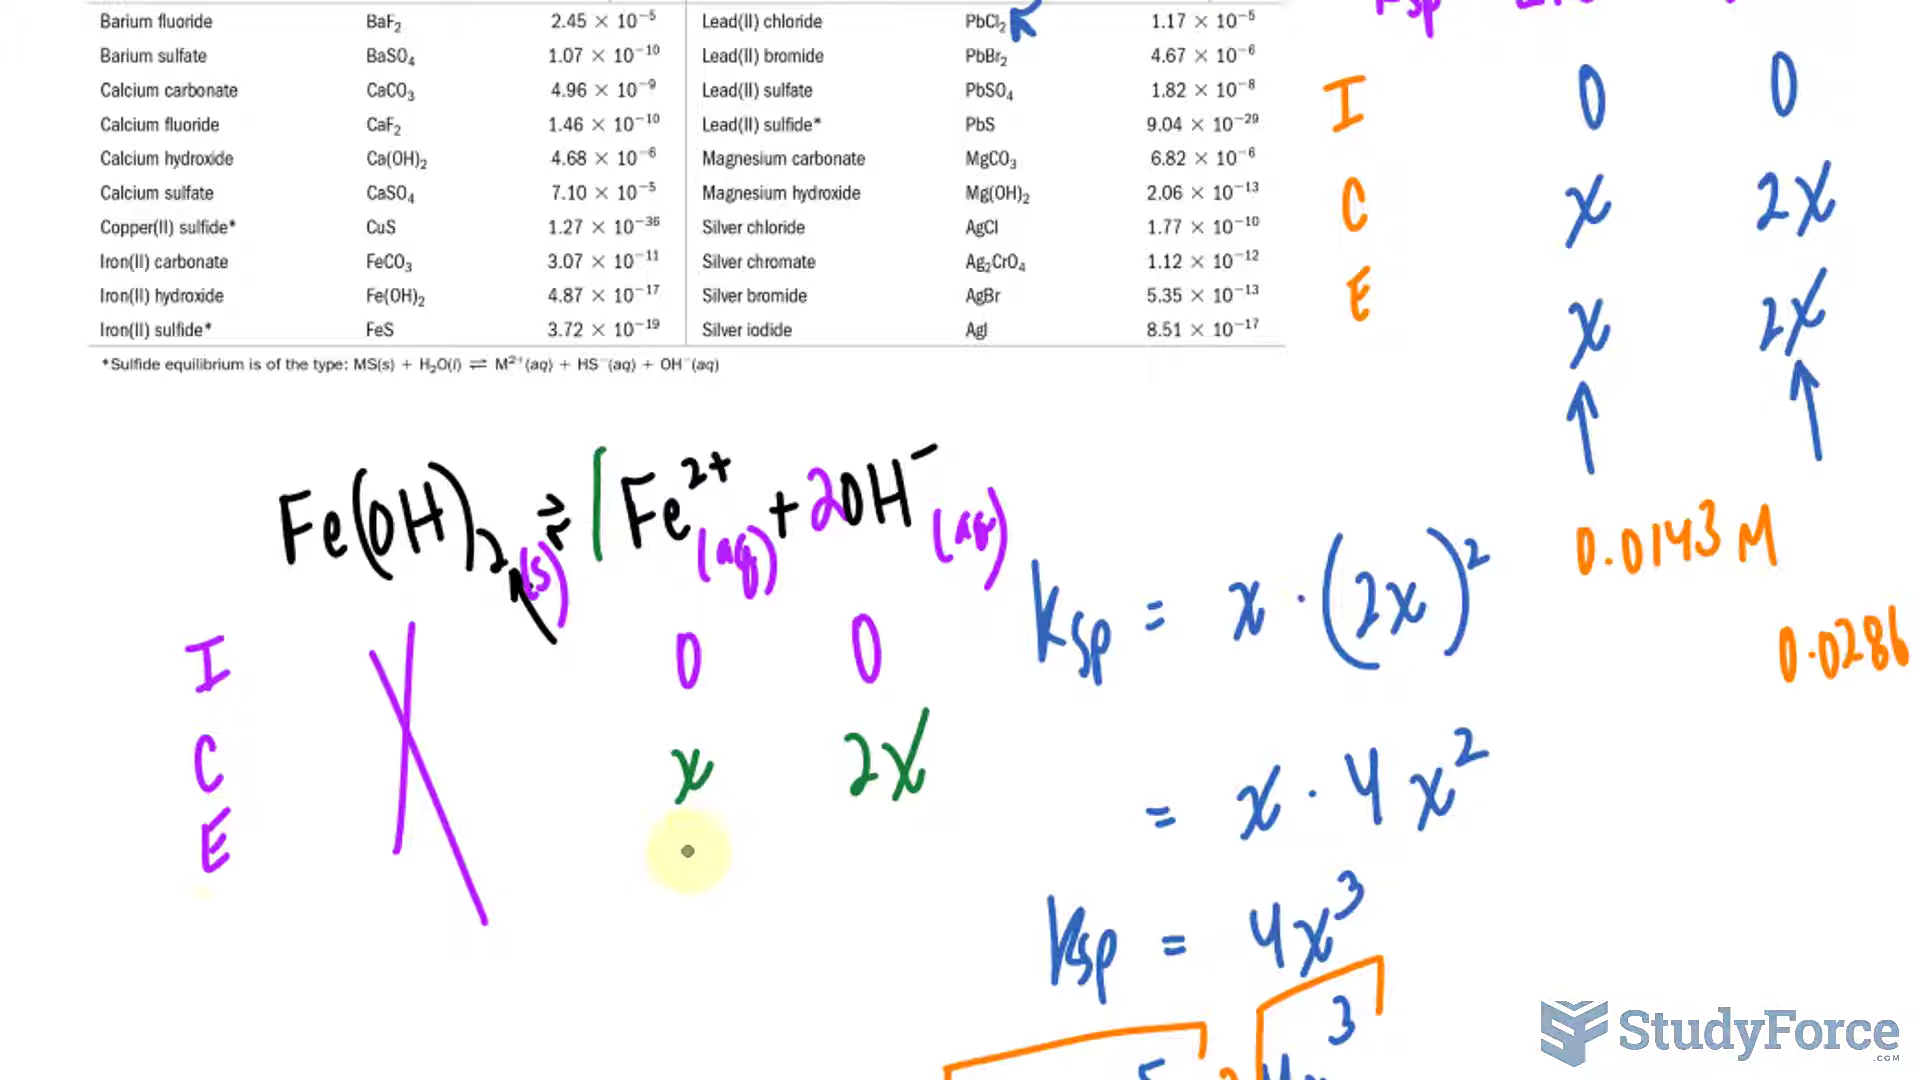 Barium fluoride BaF₂ 2.45 × 10⁻⁵ Lead(II) chloride PbCl₂ 1.17 × 10⁻⁵
Barium sulfate BaSO₄ 1.07 × 10⁻¹⁰ Lead(II) bromide PbBr₂ 4.67 × 10⁻⁶
Calcium carbonate CaCO₃ 4.96 × 10⁻⁹ Lead(II) sulfate PbSO₄ 1.82 × 10⁻⁸
Calcium fluoride CaF₂ 1.46 × 10⁻¹⁰ Lead(II) sulfide* PbS 9.04 × 10⁻²⁹
Calcium hydroxide Ca(OH)₂ 4.68 × 10⁻⁶ Magnesium carbonate MgCO₃ 6.82 × 10⁻⁶
Calcium sulfate CaSO₄ 7.10 × 10⁻⁵ Magnesium hydroxide Mg(OH)₂ 2.06 × 10⁻¹³
Copper(II) sulfide* CuS 1.27 × 10⁻³⁶ Silver chloride AgCl 1.77 × 10⁻¹⁰
Iron(II) carbonate FeCO₃ 3.07 × 10⁻¹¹ Silver chromate Ag₂CrO₄ 1.12 × 10⁻¹²
Iron(II) hydroxide Fe(OH)₂ 4.87 × 10⁻¹⁷ Silver bromide AgBr 5.35 × 10⁻¹³
Iron(II) sulfide* FeS 3.72 × 10⁻¹⁹ Silver iodide AgI 8.51 × 10⁻¹⁷
*Sulfide equilibrium is of the type: MS(s) + H₂O(l) ⇌ M²⁺(aq) + HS⁻(aq) + OH⁻(aq)
I 0 0
C x 2x
E x 2x
0.0143 M
0.0286
Fe(OH)₂(s) ⇌ Fe²⁺(aq) + 2OH⁻(aq)
I 0 0
C x 2x
E
Ksp = x · (2x)²
= x · 4x²
Ksp = 4x³
StudyForce
.COM